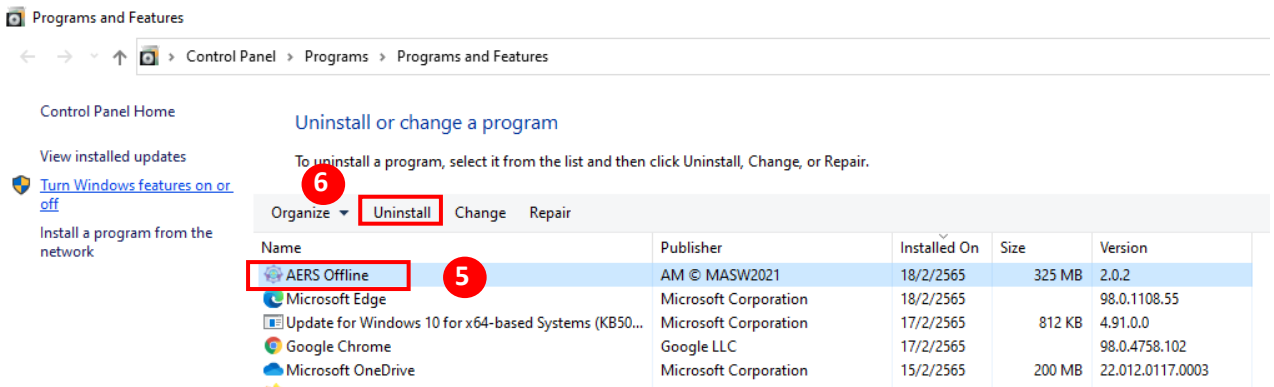 Programs and Features
Control Panel > Programs > Programs and Features
Control Panel Home
View installed updates
Turn Windows features on or
off
Install a program from the
network
Uninstall or change a program
To uninstall a program, select it from the list and then click Uninstall, Change, or Repair.
6
Organize Uninstall Change Repair
Name Publisher Installed On Size Version
AERS Offline AM © MASW2021 18/2/2565 325 MB 2.0.2
5
Microsoft Edge Microsoft Corporation 18/2/2565 98.0.1108.55
Update for Windows 10 for x64-based Systems (KB50... Microsoft Corporation 17/2/2565 812 KB 4.91.0.0
Google Chrome Google LLC 17/2/2565 98.0.4758.102
Microsoft OneDrive Microsoft Corporation 15/2/2565 200 MB 22.012.0117.0003